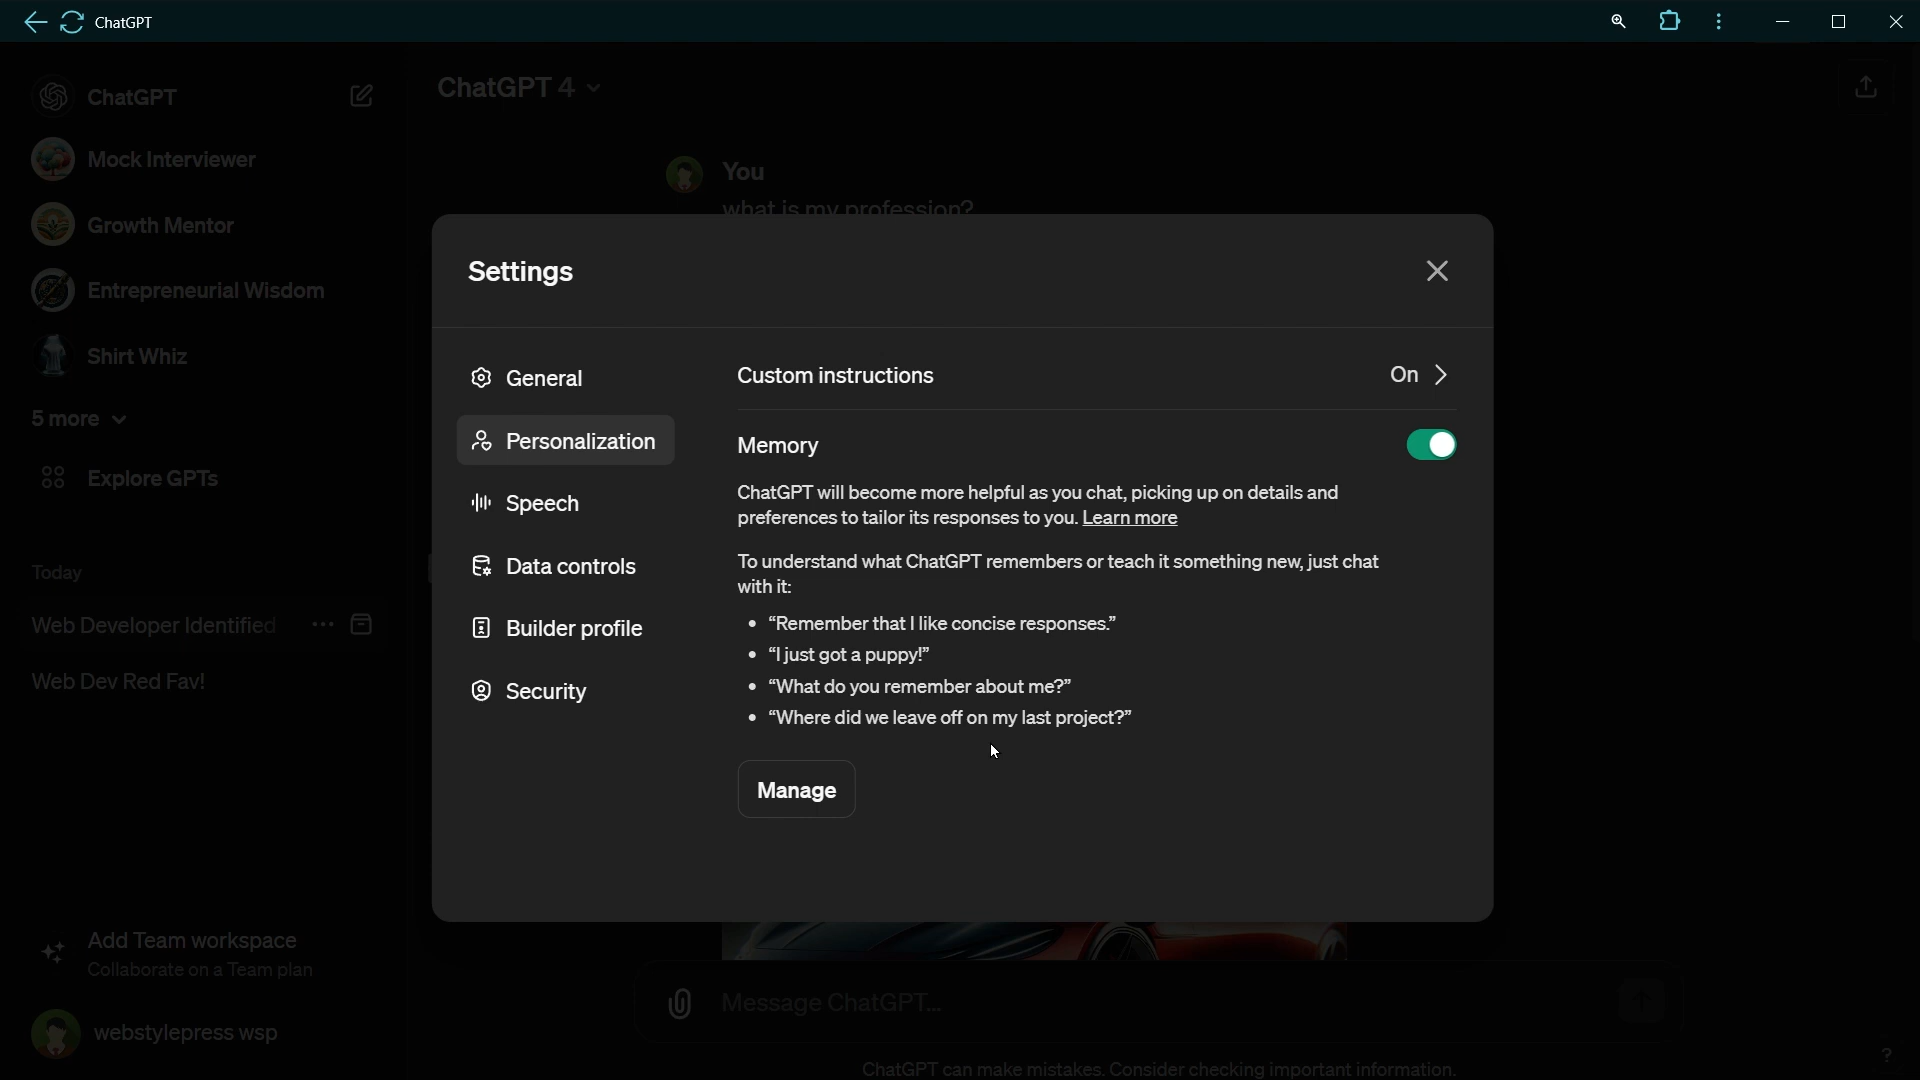 ChatGPT
ChatGPT
Mock Interviewer
Growth Mentor
Entrepreneurial Wisdom
Shirt Whiz
5 more
Explore GPTs
Today
Web Developer Identified
Web Dev Red Fav!
Add Team workspace
Collaborate on a Team plan
webstylepress wsp
ChatGPT 4
You
what is my profession?
Settings
General
Personalization
Speech
Data controls
Builder profile
Security
Custom instructions On
Memory
ChatGPT will become more helpful as you chat, picking up on details and
preferences to tailor its responses to you. Learn more
To understand what ChatGPT remembers or teach it something new, just chat
with it:
• “Remember that I like concise responses.”
• “I just got a puppy!”
• “What do you remember about me?”
• “Where did we leave off on my last project?”
Manage
Message ChatGPT...
ChatGPT can make mistakes. Consider checking important information.
?